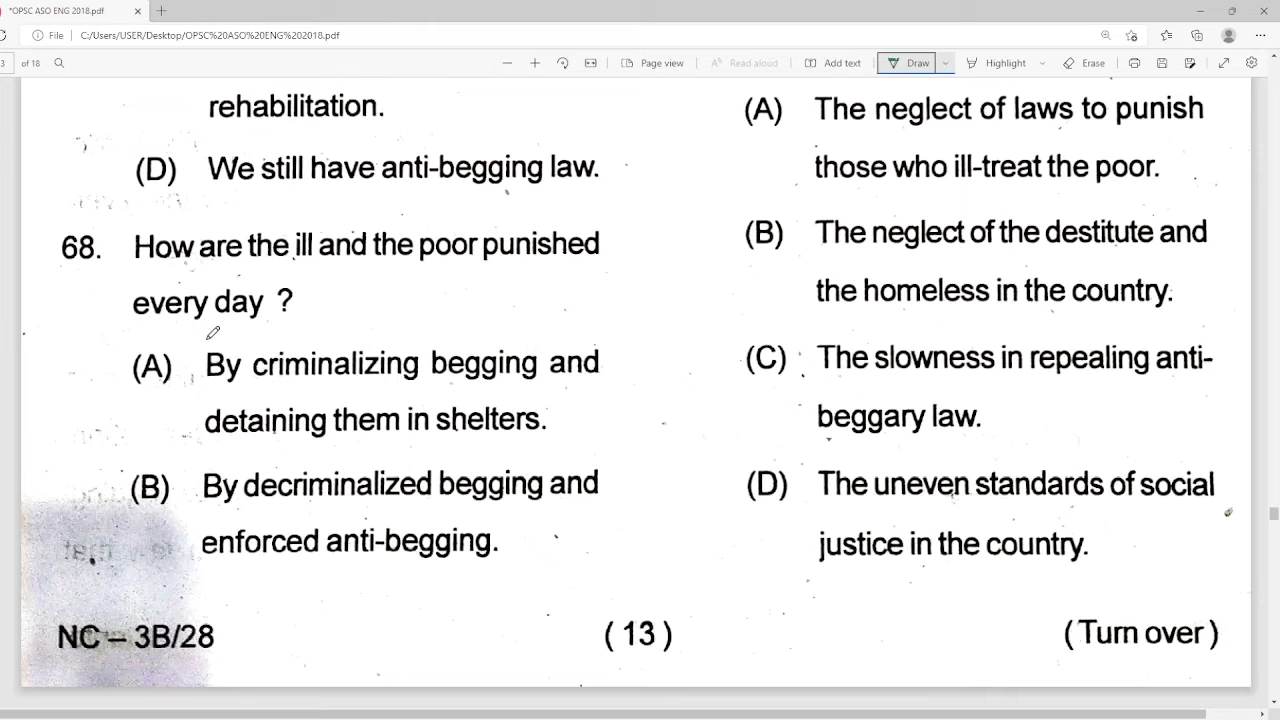 *OPSC ASO ENG 2018.pdf
File C:/Users/USER/Desktop/OPSC%20ASO%20ENG%202018.pdf
3 of 18 Page view Read aloud Add text Draw Highlight Erase
rehabilitation.
(D) We still have anti-begging law.
68. How are the ill and the poor punished
every day ?
(A) By criminalizing begging and
detaining them in shelters.
(B) By decriminalized begging and
enforced anti-begging.
(A) The neglect of laws to punish
those who ill-treat the poor.
(B) The neglect of the destitute and
the homeless in the country.
(C) The slowness in repealing anti-
beggary law.
(D) The uneven standards of social
justice in the country.
NC – 3B/28 ( 13 ) ( Turn over )